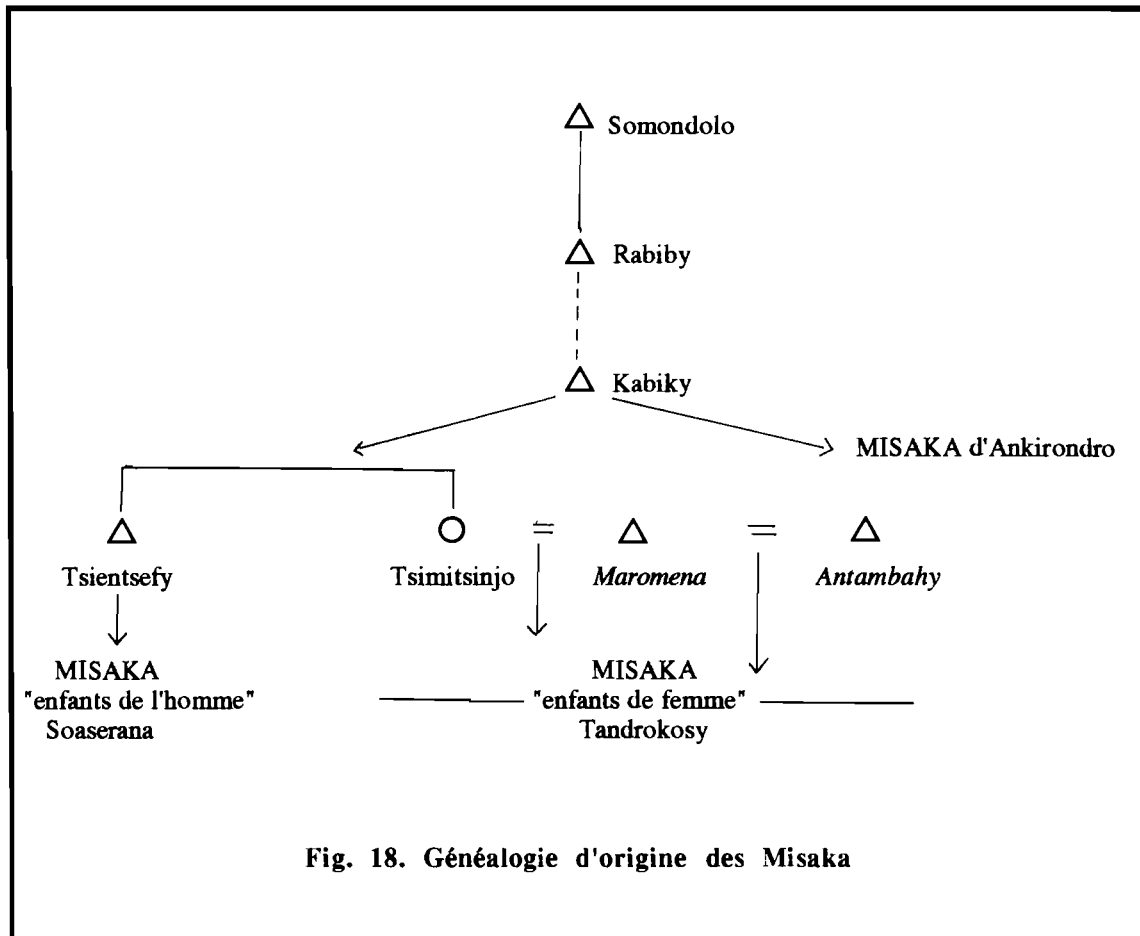 Somondolo
Rabiby
Kabiky
MISAKA d'Ankirondro
Tsientsefy
Tsimitsinjo
Maromena
Antambahy
MISAKA
"enfants de l'homme"
Soaserana
MISAKA
"enfants de femme"
Tandrokosy
Fig. 18. Généalogie d'origine des Misaka